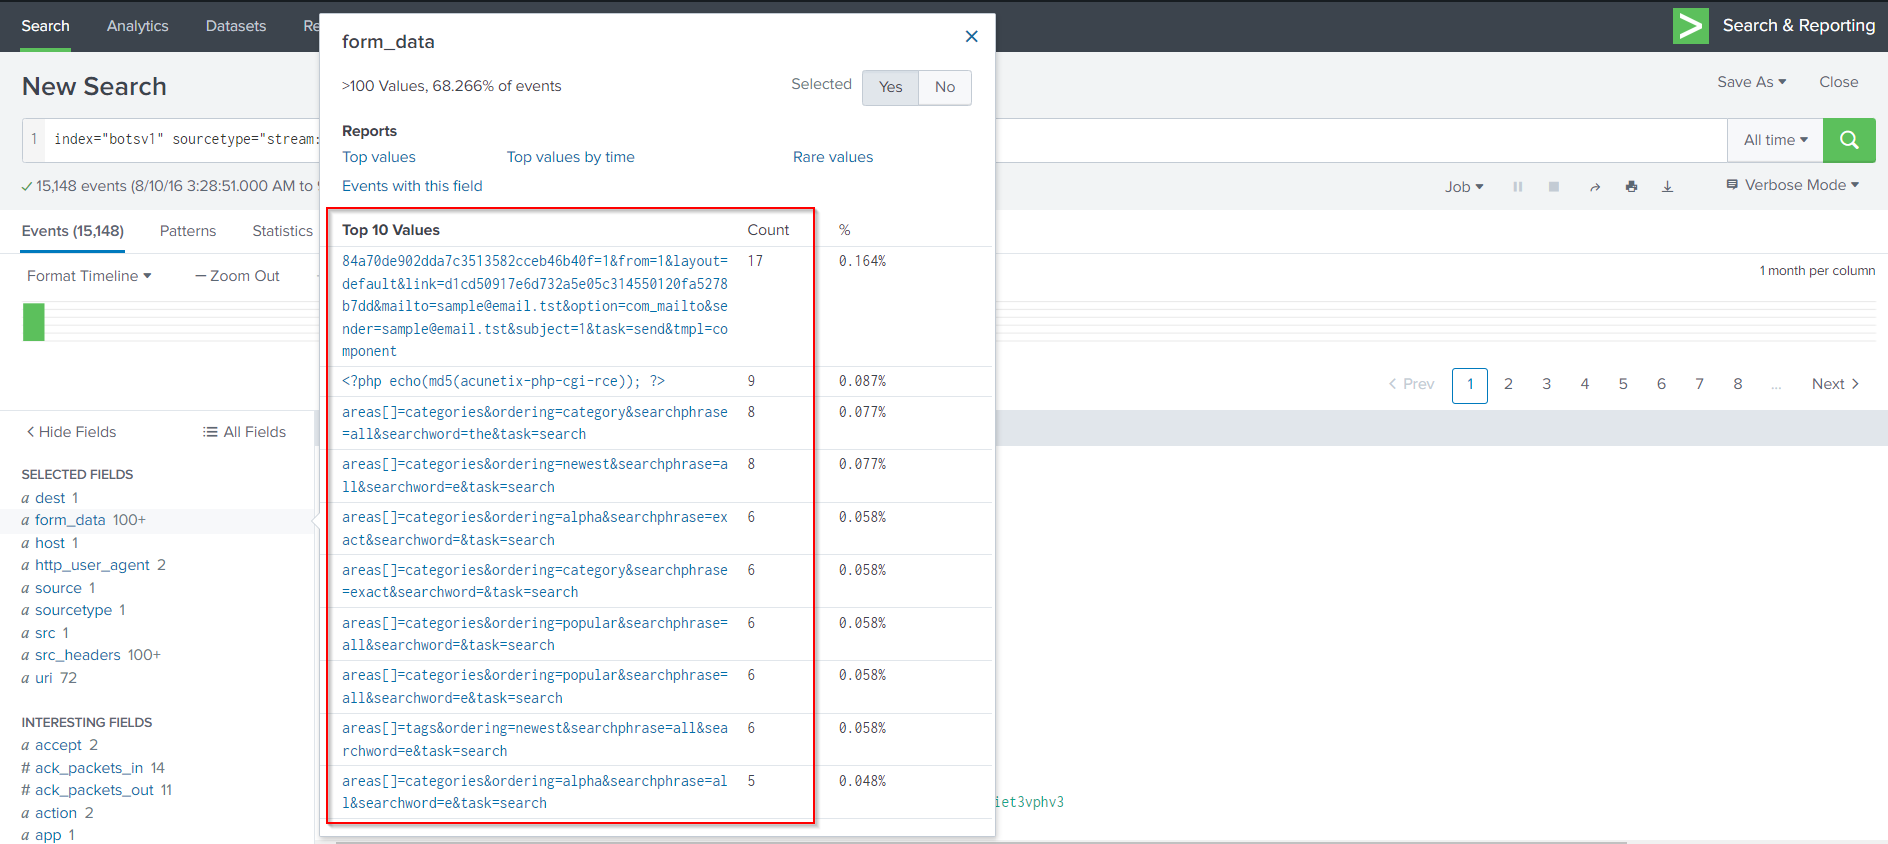 Search
Analytics
Datasets
Search & Reporting
New Search
Save As
Close
1 index="botsv1" sourcetype="stream:
All time
15,148 events (8/10/16 3:28:51.000 AM to
Job
Verbose Mode
Events (15,148)
Patterns
Statistics
Format Timeline
— Zoom Out
1 month per column
form_data
>100 Values, 68.266% of events
Selected
Yes
No
Reports
Top values
Top values by time
Rare values
Events with this field
Top 10 Values Count %
84a70de902dda7c3513582cceb46b40f=1&from=1&layout= 17 0.164%
default&link=d1cd50917e6d732a5e05c314550120fa5278
b7dd&mailto=sample@email.tst&option=com_mailto&se
nder=sample@email.tst&subject=1&task=send&tmpl=co
mponent
<?php echo(md5(acunetix-php-cgi-rce)); ?> 9 0.087%
areas[]=categories&ordering=category&searchphrase 8 0.077%
=all&searchword=the&task=search
areas[]=categories&ordering=newest&searchphrase=a 8 0.077%
ll&searchword=e&task=search
areas[]=categories&ordering=alpha&searchphrase=ex 6 0.058%
act&searchword=&task=search
areas[]=categories&ordering=category&searchphrase 6 0.058%
=exact&searchword=&task=search
areas[]=categories&ordering=popular&searchphrase= 6 0.058%
all&searchword=&task=search
areas[]=categories&ordering=popular&searchphrase= 6 0.058%
all&searchword=e&task=search
areas[]=tags&ordering=newest&searchphrase=all&sea 6 0.058%
rchword=e&task=search
areas[]=categories&ordering=alpha&searchphrase=al 5 0.048%
l&searchword=e&task=search
< Prev 1 2 3 4 5 6 7 8 ... Next >
< Hide Fields
All Fields
SELECTED FIELDS
a dest 1
a form_data 100+
a host 1
a http_user_agent 2
a source 1
a sourcetype 1
a src 1
a src_headers 100+
a uri 72
INTERESTING FIELDS
a accept 2
# ack_packets_in 14
# ack_packets_out 11
a action 2
a app 1
iet3vphv3